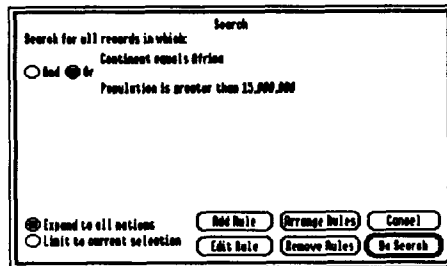 Search
Search for all records in which:
Continent equals Africa
And Or
Population is greater than 15,000,000
Expand to all nations
Limit to current selection
Add Rule Arrange Rules Cancel
Edit Rule Remove Rules Do Search